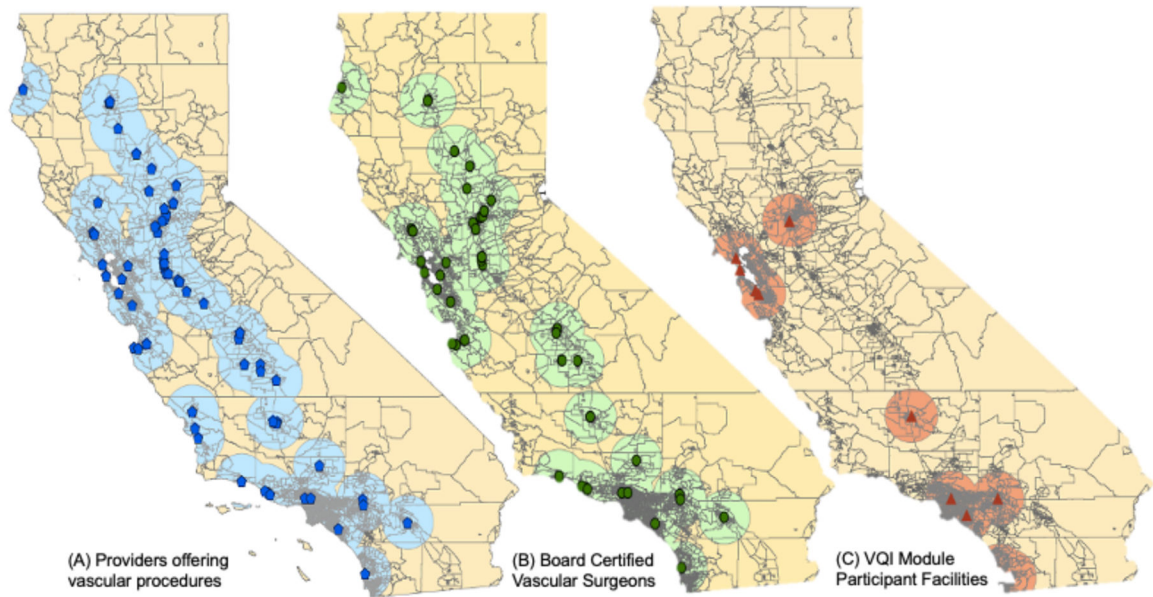 (A) Providers offering
vascular procedures
(B) Board Certified
Vascular Surgeons
(C) VQI Module
Participant Facilities